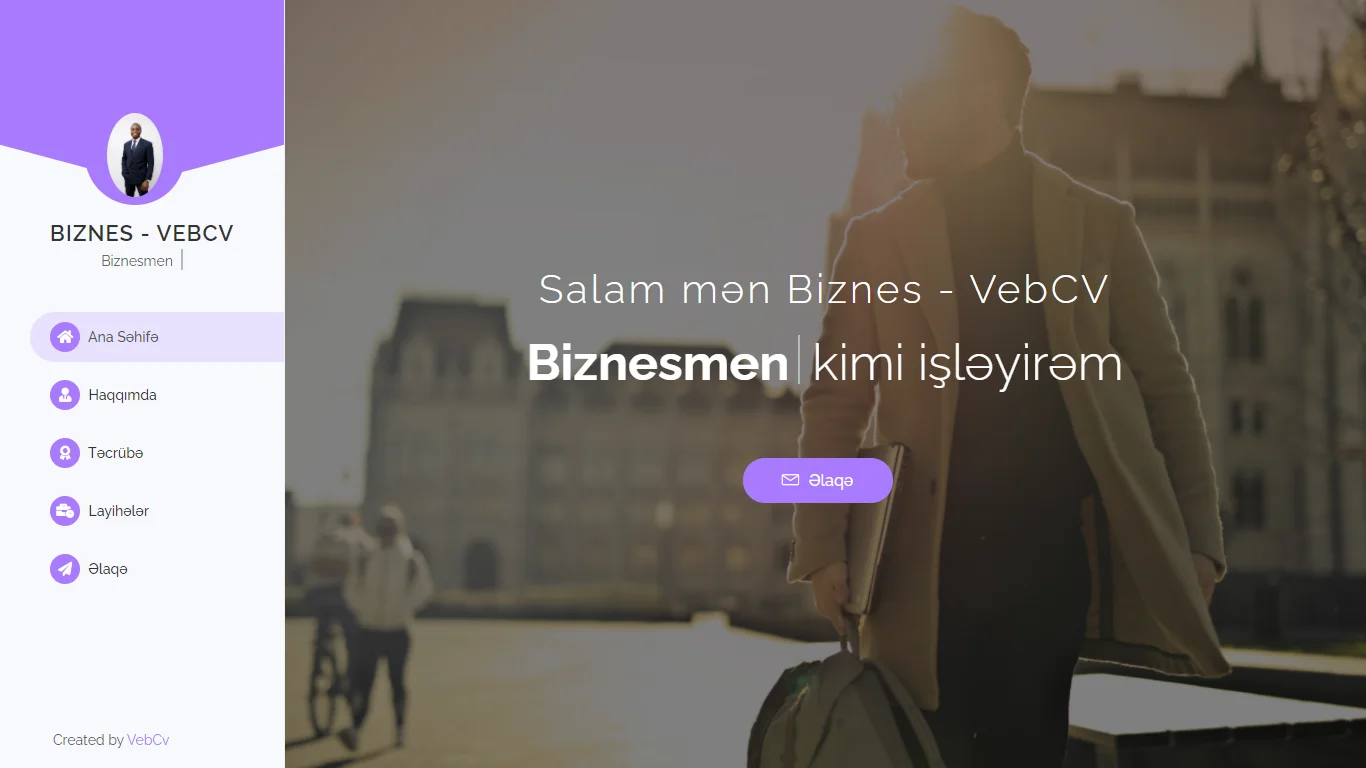 BIZNES - VEBCV
Biznesmen
Ana Səhifə
Haqqımda
Təcrübə
Layihələr
Əlaqə
Created by VebCv
Salam mən Biznes - VebCV
Biznesmen kimi işləyirəm
Əlaqə